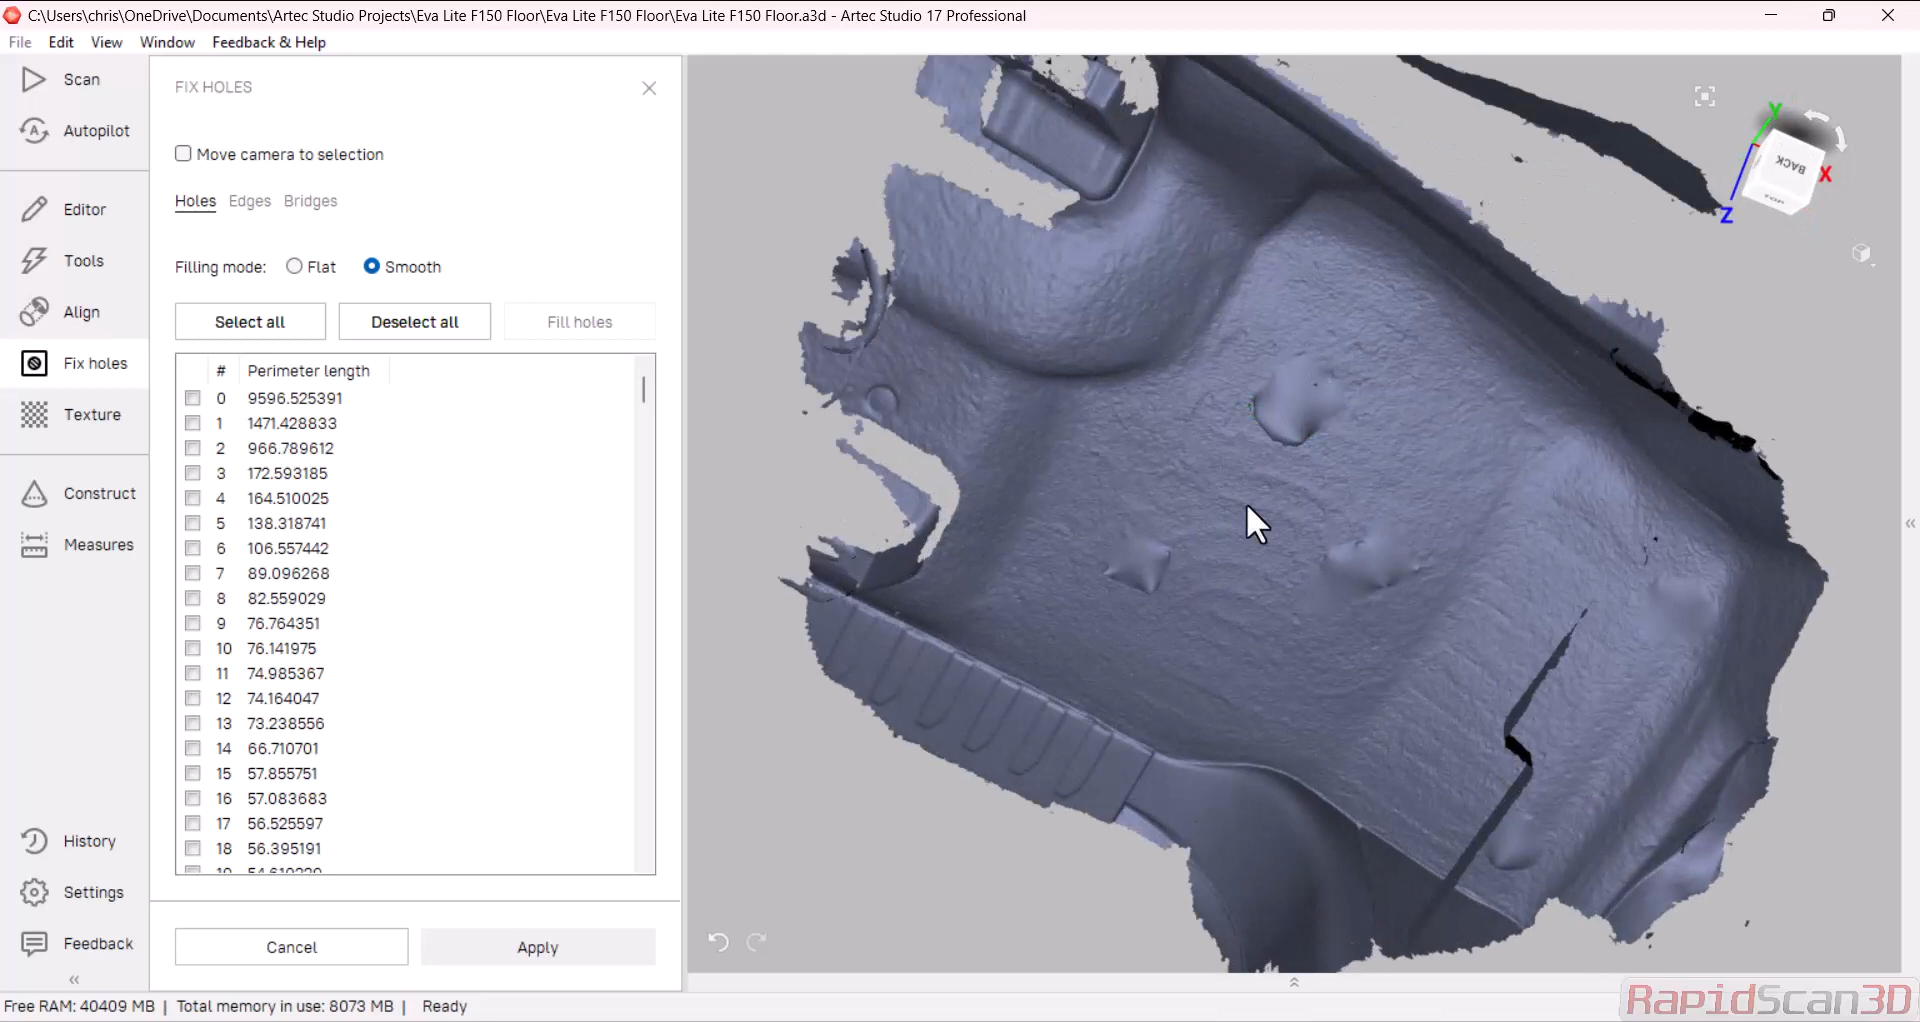 C:\Users\chris\OneDrive\Documents\Artec Studio Projects\Eva Lite F150 Floor\Eva Lite F150 Floor\Eva Lite F150 Floor.a3d - Artec Studio 17 Professional
File Edit View Window Feedback & Help
Scan
Autopilot
Editor
Tools
Align
Fix holes
Texture
Construct
Measures
History
Settings
Feedback
FIX HOLES
Move camera to selection
Holes Edges Bridges
Filling mode: Flat Smooth
Select all Deselect all Fill holes
# Perimeter length
0 9596.525391
1 1471.428833
2 966.789612
3 172.593185
4 164.510025
5 138.318741
6 106.557442
7 89.096268
8 82.559029
9 76.764351
10 76.141975
11 74.985367
12 74.164047
13 73.238556
14 66.710701
15 57.855751
16 57.083683
17 56.525597
18 56.395191
Cancel Apply
Y
BACK
X
Z
Free RAM: 40409 MB | Total memory in use: 8073 MB | Ready
RapidScan3D